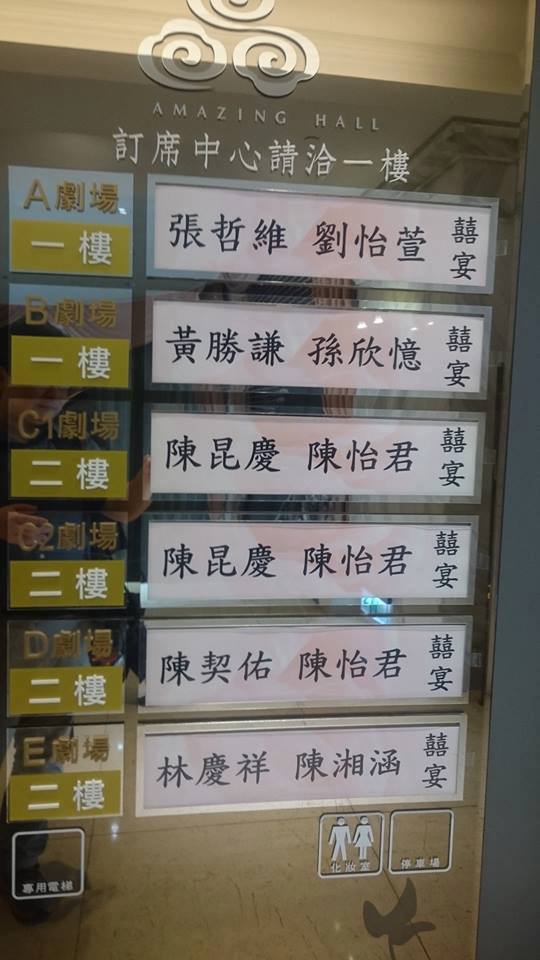 AMAZING HALL
訂席中心請洽一樓
A劇場
一樓
張哲維 劉怡萱 囍宴
B劇場
一樓
黃勝謙 孫欣憶 囍宴
C1劇場
二樓
陳昆慶 陳怡君 囍宴
C2劇場
二樓
陳昆慶 陳怡君 囍宴
D劇場
二樓
陳契佑 陳怡君 囍宴
E劇場
二樓
林慶祥 陳湘涵 囍宴
專用電梯
化妝室
停車場